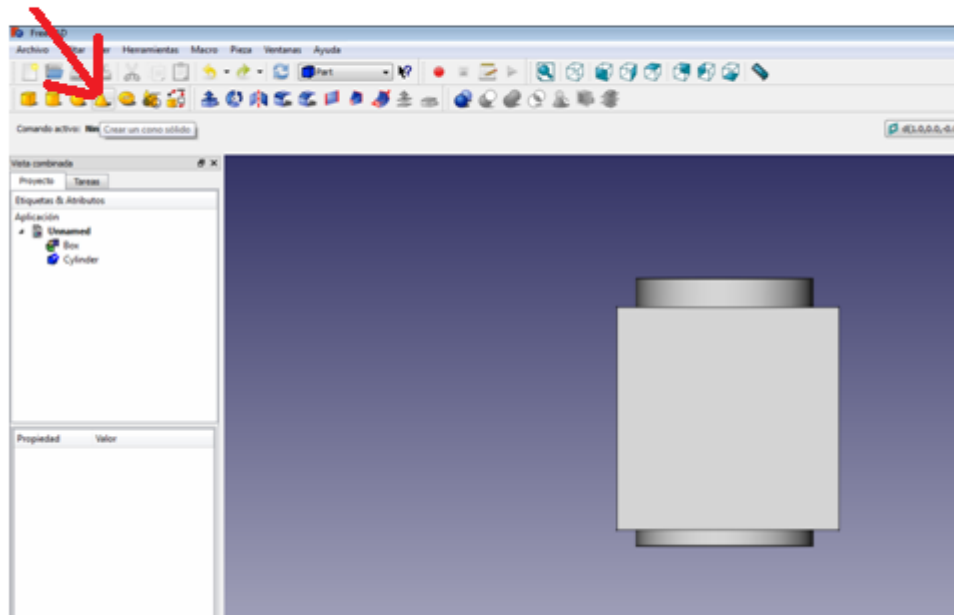 Archivo Herramientas Macro Pieza Ventanas Ayuda
Part
Comando activo: Crear un cono sólido
Vista combinada
Proyecto Tareas
Etiquetas & Atributos
Aplicación
Unnamed
Box
Cylinder
Propiedad Valor